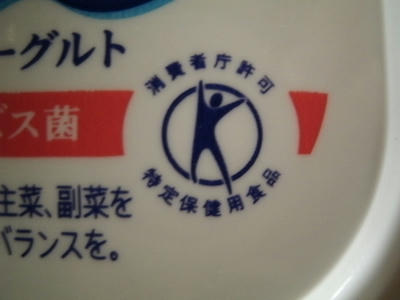 ーグルト
消費者庁許可
ス菌
特定保健用食品
主菜、副菜を
バランスを。